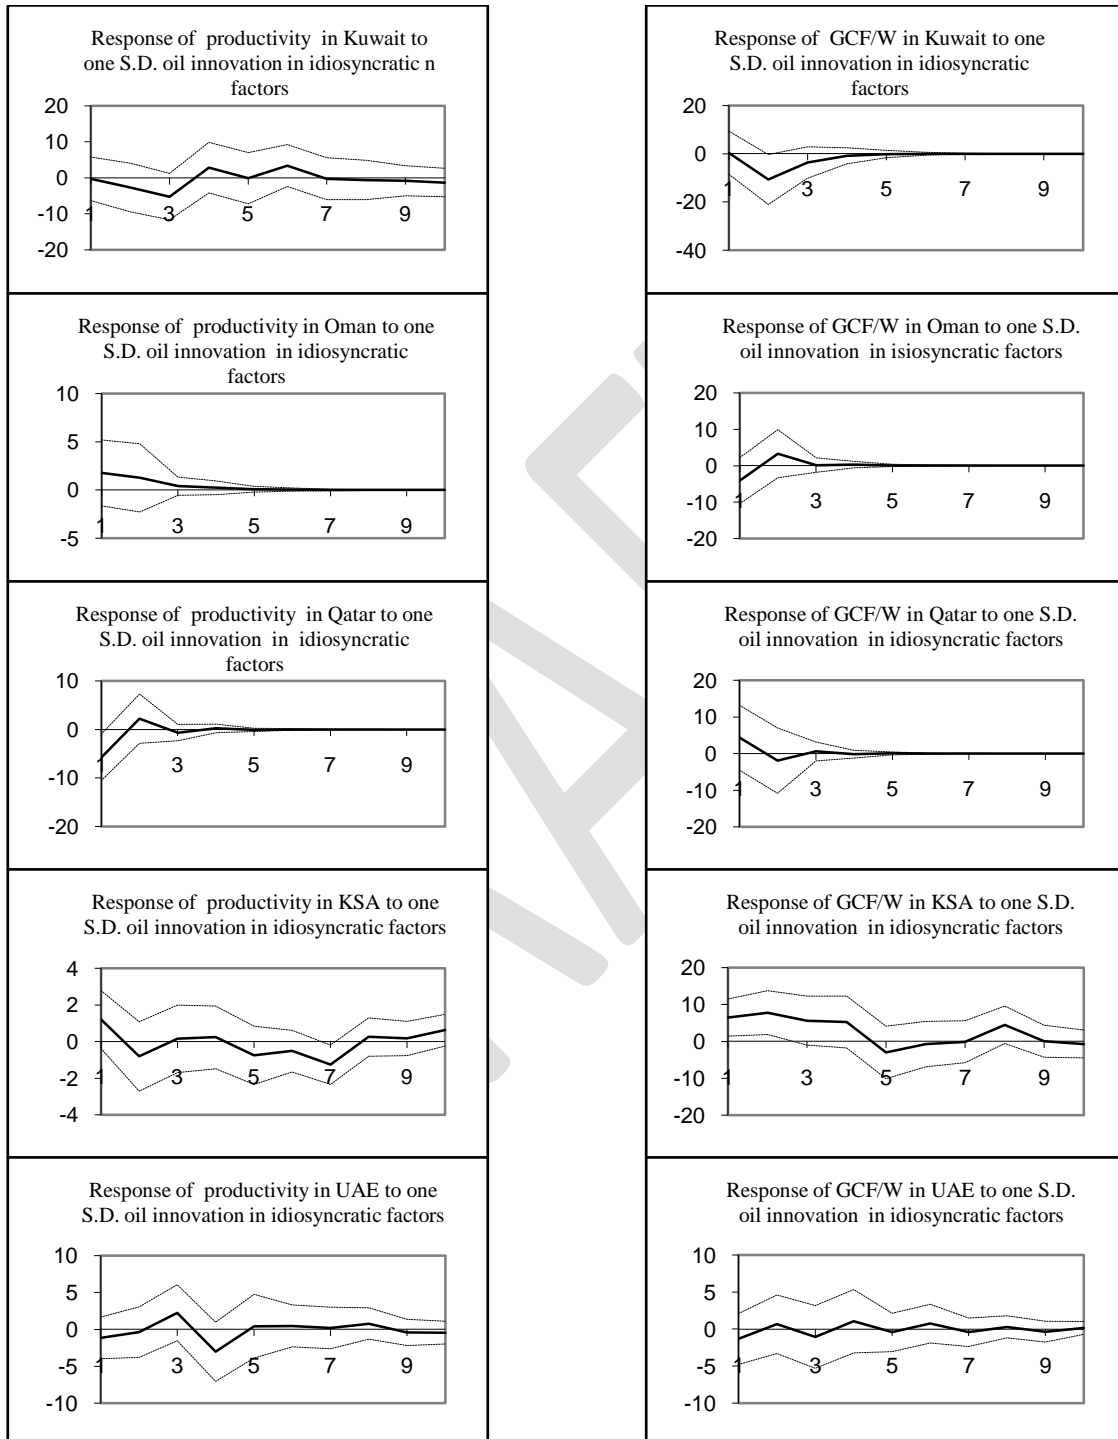 Response of productivity in Kuwait to
one S.D. oil innovation in idiosyncratic n
factors
20
10
0
-10
-20
1 3 5 7 9
Response of GCF/W in Kuwait to one
S.D. oil innovation in idiosyncratic
factors
20
0
-20
-40
1 3 5 7 9
Response of productivity in Oman to one
S.D. oil innovation in idiosyncratic
factors
10
5
0
-5
1 3 5 7 9
Response of GCF/W in Oman to one S.D.
oil innovation in isiosyncratic factors
20
10
0
-10
-20
1 3 5 7 9
Response of productivity in Qatar to one
S.D. oil innovation in idiosyncratic
factors
10
0
-10
-20
1 3 5 7 9
Response of GCF/W in Qatar to one S.D.
oil innovation in idiosyncratic factors
20
10
0
-10
-20
1 3 5 7 9
Response of productivity in KSA to one
S.D. oil innovation in idiosyncratic factors
4
2
0
-2
-4
1 3 5 7 9
Response of GCF/W in KSA to one S.D.
oil innovation in idiosyncratic factors
20
10
0
-10
-20
1 3 5 7 9
Response of productivity in UAE to one
S.D. oil innovation in idiosyncratic factors
10
5
0
-5
-10
1 3 5 7 9
Response of GCF/W in UAE to one S.D.
oil innovation in idiosyncratic factors
10
5
0
-5
-10
1 3 5 7 9